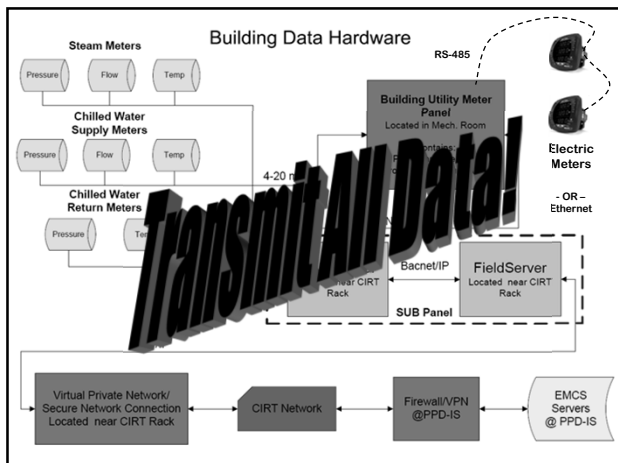 Building Data Hardware
Steam Meters
Pressure
Flow
Temp
Chilled Water
Supply Meters
Pressure
Flow
Temp
Chilled Water
Return Meters
Pressure
4-20
RS-485
Building Utility Meter
Panel
Located in Mech. Room
Electric
Meters
- OR –
Ethernet
Transmit All Data!
near CIRT
Rack
Bacnet/IP
FieldServer
Located near CIRT
Rack
SUB Panel
Virtual Private Network/
Secure Network Connection
Located near CIRT Rack
CIRT Network
Firewall/VPN
@PPD-IS
EMCS
Servers
@ PPD-IS